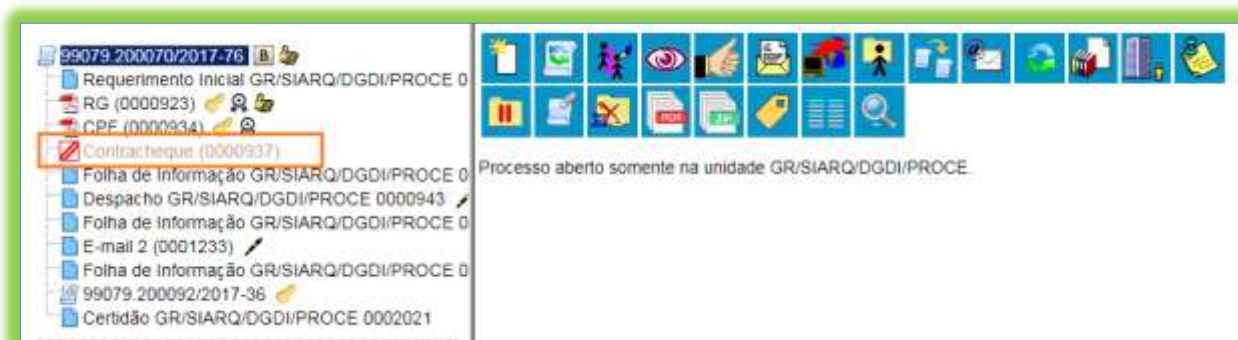 99079.200070/2017-76
Requerimento Inicial GR/SIARQ/DGDI/PROCE 0
RG (0000923)
CPF (0000934)
Contracheque (0000937)
Folha de Informação GR/SIARQ/DGDI/PROCE 0
Despacho GR/SIARQ/DGDI/PROCE 0000943
Folha de Informação GR/SIARQ/DGDI/PROCE 0
E-mail 2 (0001233)
Folha de Informação GR/SIARQ/DGDI/PROCE 0
99079.200092/2017-36
Certidão GR/SIARQ/DGDI/PROCE 0002021
PDF
ZIP
Processo aberto somente na unidade GR/SIARQ/DGDI/PROCE.